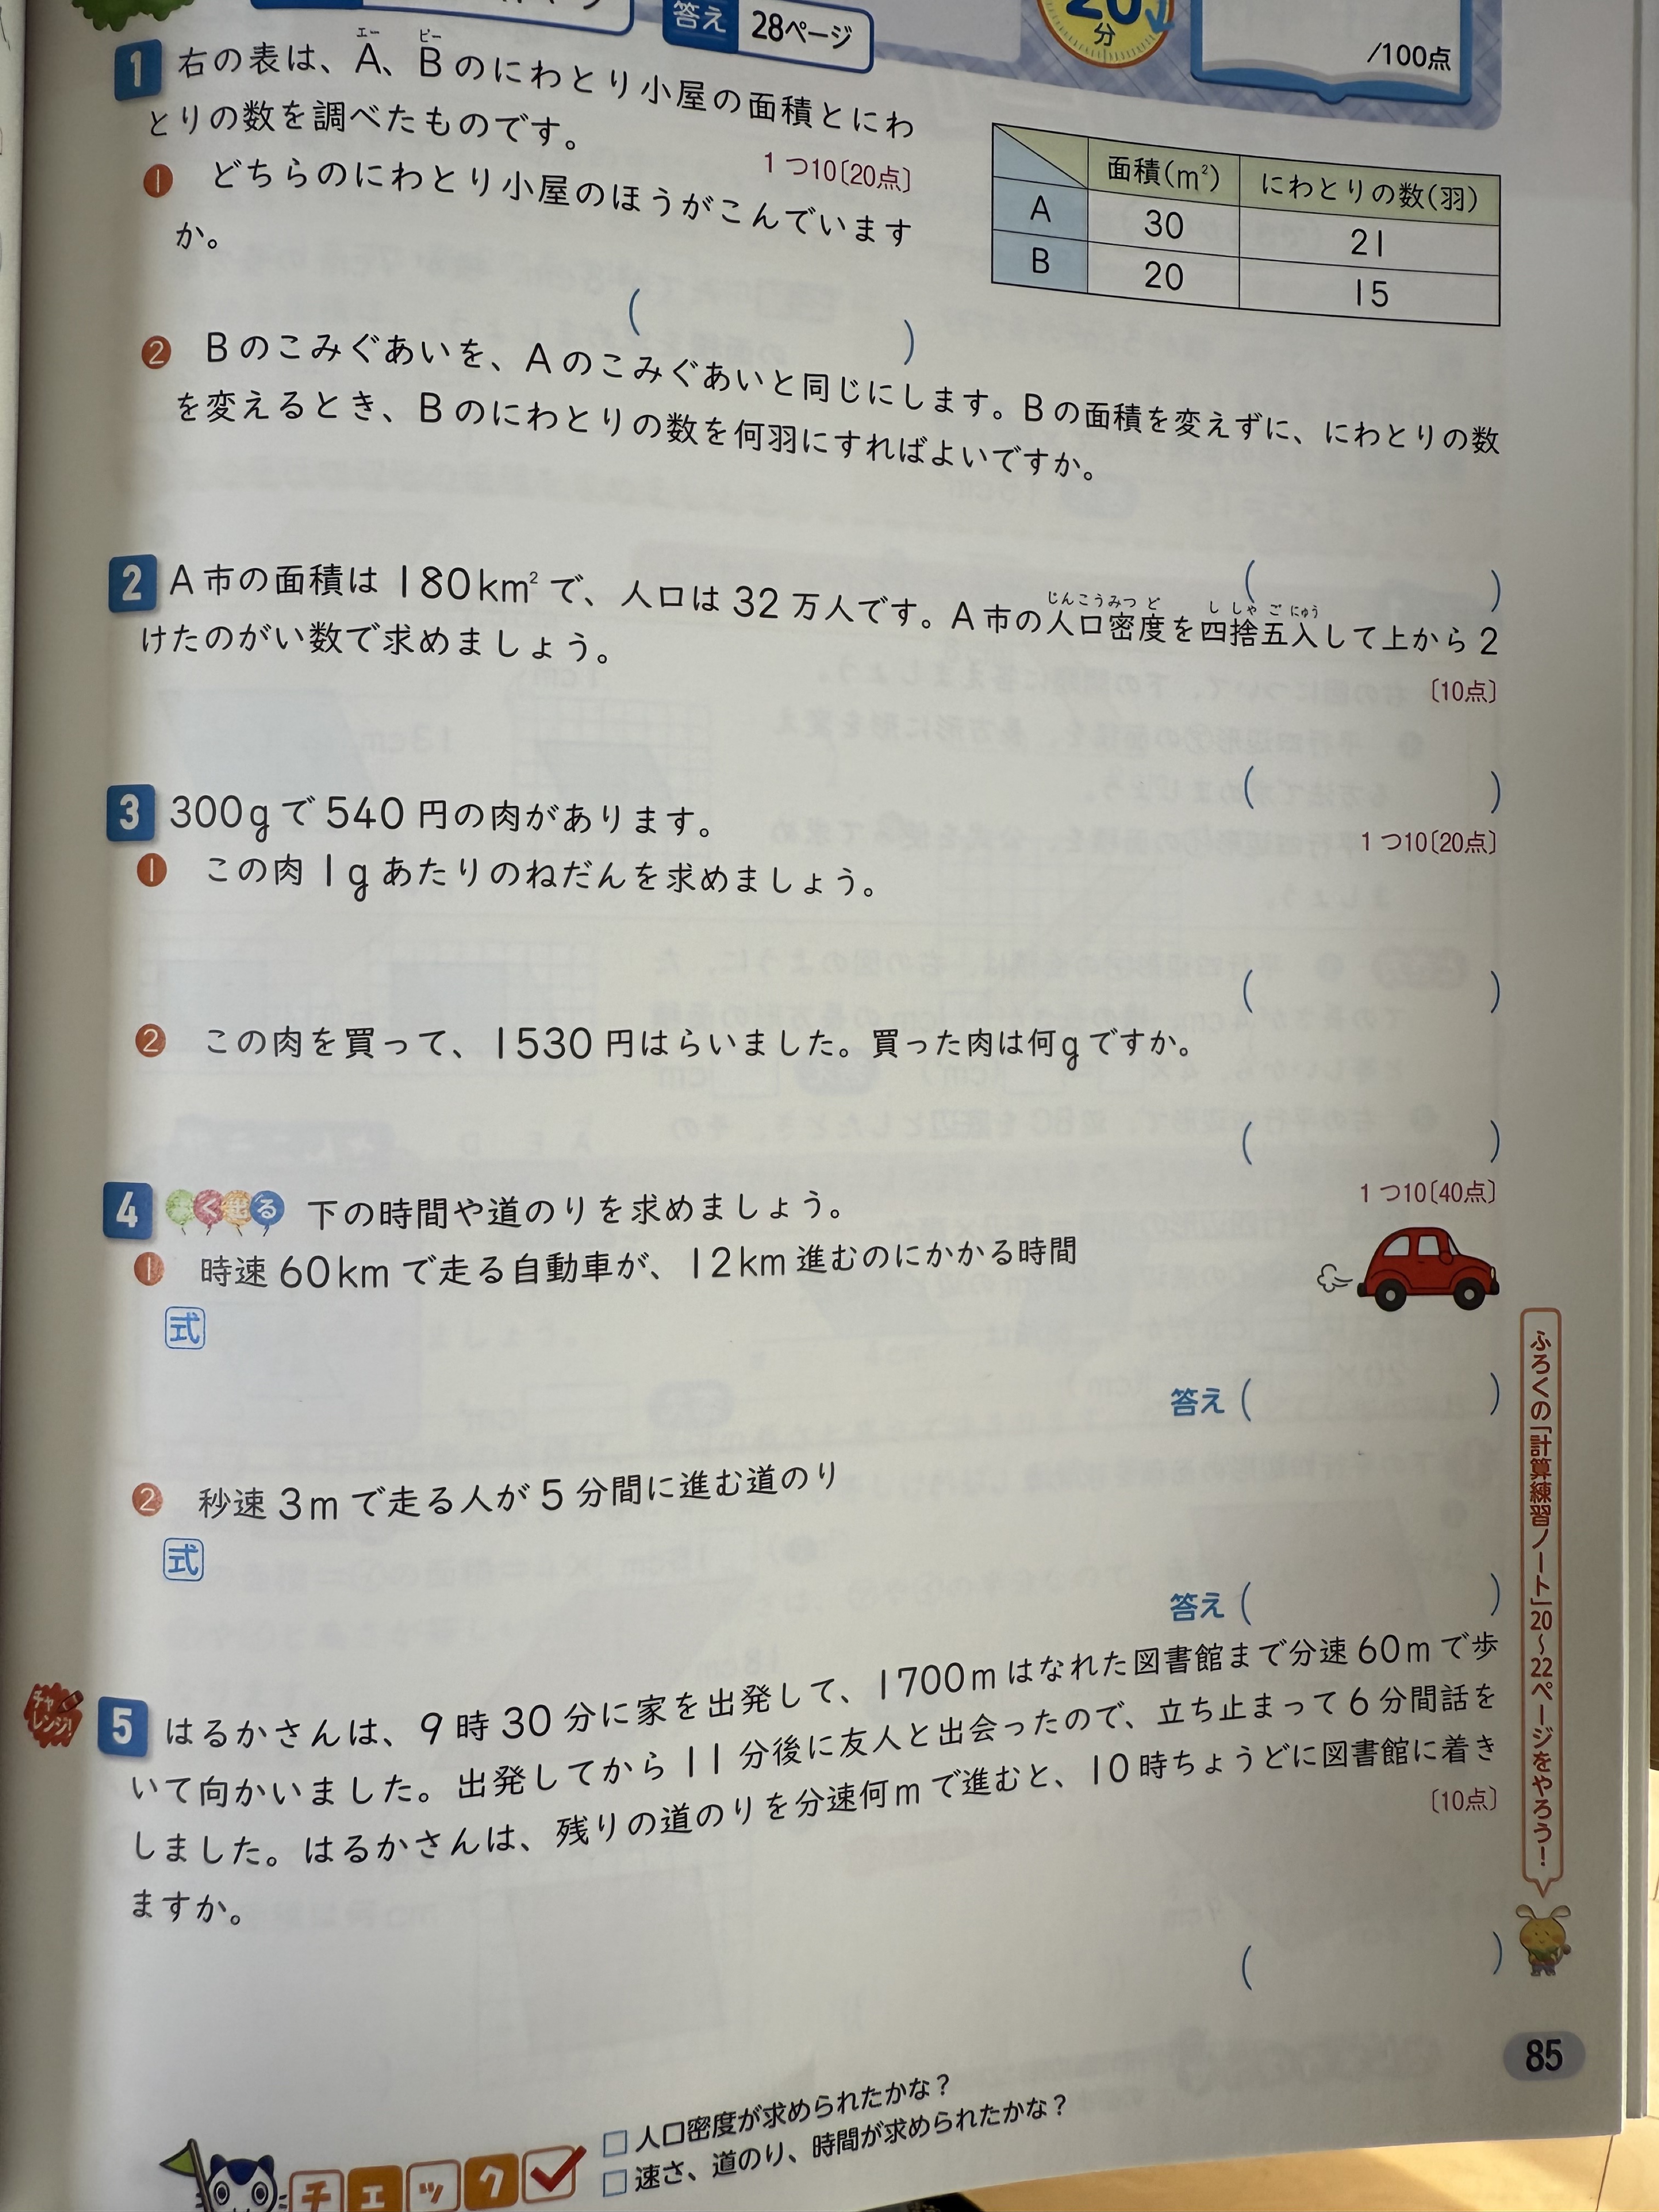 答え 28ページ
20
分
/100点
1 右の表は、A、Bのにわとり小屋の面積とにわ
エー ビー
とりの数を調べたものです。
1つ10〔20点〕
面積(m²) にわとりの数(羽)
A 30 21
B 20 15
① どちらのにわとり小屋のほうがこんでいます
か。
( )
② Bのこみぐあいを、Aのこみぐあいと同じにします。Bの面積を変えずに、にわとりの数
を変えるとき、Bのにわとりの数を何羽にすればよいですか。
( )
2 A市の面積は180km²で、人口は32万人です。A市の人口密度を四捨五入して上から2
じんこうみつど ししゃごにゅう
けたのがい数で求めましょう。
〔10点〕
( )
3 300gで540円の肉があります。
1つ10〔20点〕
① この肉1gあたりのねだんを求めましょう。
( )
② この肉を買って、1530円はらいました。買った肉は何gですか。
( )
4 よく出る 下の時間や道のりを求めましょう。
1つ10〔40点〕
① 時速60kmで走る自動車が、12km進むのにかかる時間
式
答え ( )
② 秒速3mで走る人が5分間に進む道のり
式
答え ( )
チャレンジ!
5 はるかさんは、9時30分に家を出発して、1700mはなれた図書館まで分速60mで歩
いて向かいました。出発してから11分後に友人と出会ったので、立ち止まって6分間話を
しました。はるかさんは、残りの道のりを分速何mで進むと、10時ちょうどに図書館に着き
ますか。
〔10点〕
( )
ふろくの「計算練習ノート」20〜22ページをやろう!
85
チェック
□人口密度が求められたかな?
□速さ、道のり、時間が求められたかな?